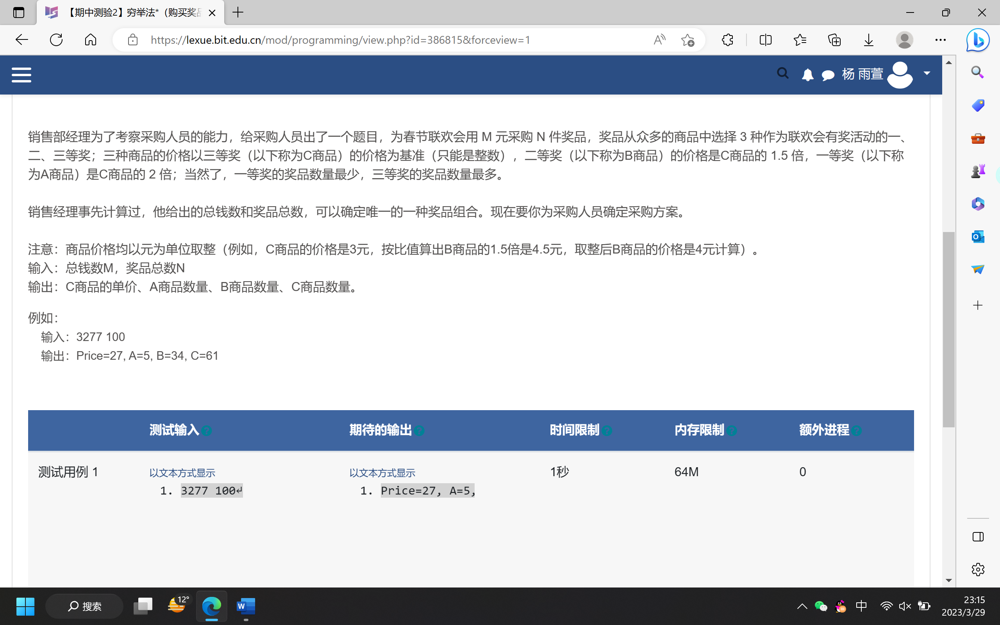 【期中测验2】穷举法*（购买奖品
https://lexue.bit.edu.cn/mod/programming/view.php?id=386815&forceview=1
杨 雨萱
销售部经理为了考察采购人员的能力，给采购人员出了一个题目，为春节联欢会用 M 元采购 N 件奖品，奖品从众多的商品中选择 3 种作为联欢会有奖活动的一、
二、三等奖；三种商品的价格以三等奖（以下称为C商品）的价格为基准（只能是整数），二等奖（以下称为B商品）的价格是C商品的 1.5 倍，一等奖（以下称
为A商品）是C商品的 2 倍；当然了，一等奖的奖品数量最少，三等奖的奖品数量最多。
销售经理事先计算过，他给出的总钱数和奖品总数，可以确定唯一的一种奖品组合。现在要你为采购人员确定采购方案。
注意：商品价格均以元为单位取整（例如，C商品的价格是3元，按比值算出B商品的1.5倍是4.5元，取整后B商品的价格是4元计算）。
输入：总钱数M，奖品总数N
输出：C商品的单价、A商品数量、B商品数量、C商品数量。
例如：
输入：3277 100
输出：Price=27, A=5, B=34, C=61
测试输入 期待的输出 时间限制 内存限制 额外进程
测试用例 1 以文本方式显示 以文本方式显示 1秒 64M 0
1. 3277 100↵ 1. Price=27, A=5,
搜索
12°
W
中
23:15
2023/3/29